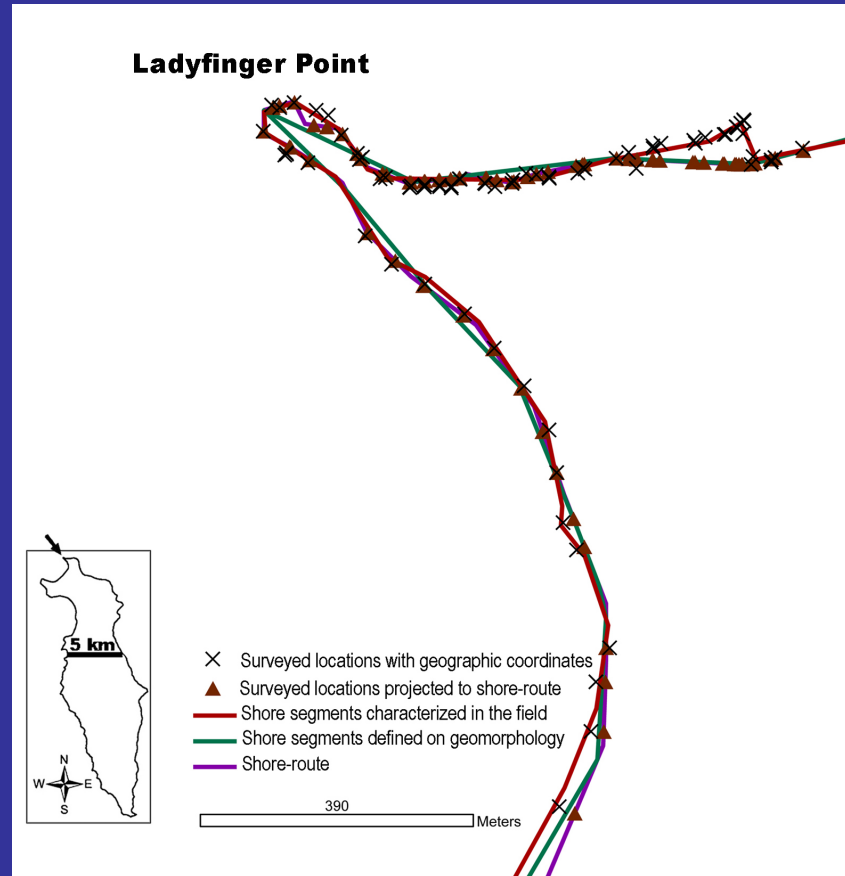 Ladyfinger Point
5 km
N
W E
S
Surveyed locations with geographic coordinates
Surveyed locations projected to shore-route
Shore segments characterized in the field
Shore segments defined on geomorphology
Shore-route
390
Meters